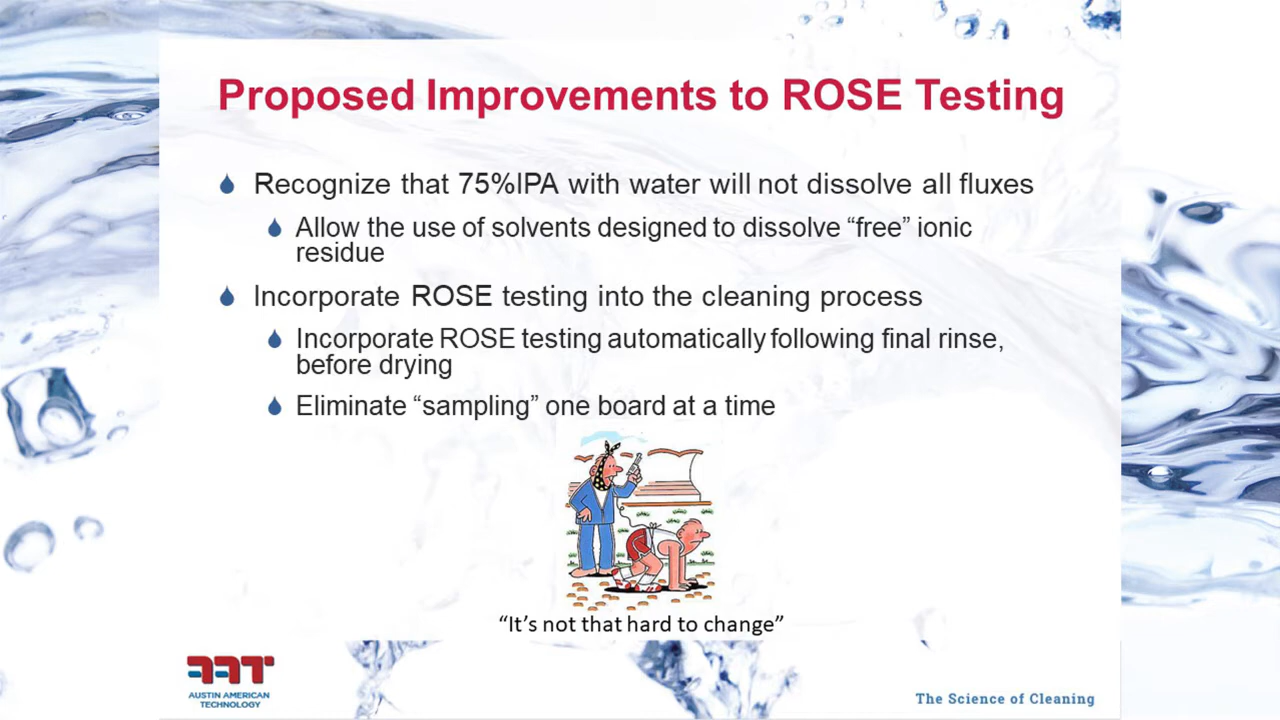 Proposed Improvements to ROSE Testing
Recognize that 75%IPA with water will not dissolve all fluxes
Allow the use of solvents designed to dissolve “free” ionic
residue
Incorporate ROSE testing into the cleaning process
Incorporate ROSE testing automatically following final rinse,
before drying
Eliminate “sampling” one board at a time
“It’s not that hard to change”
AAT
AUSTIN AMERICAN
TECHNOLOGY
The Science of Cleaning